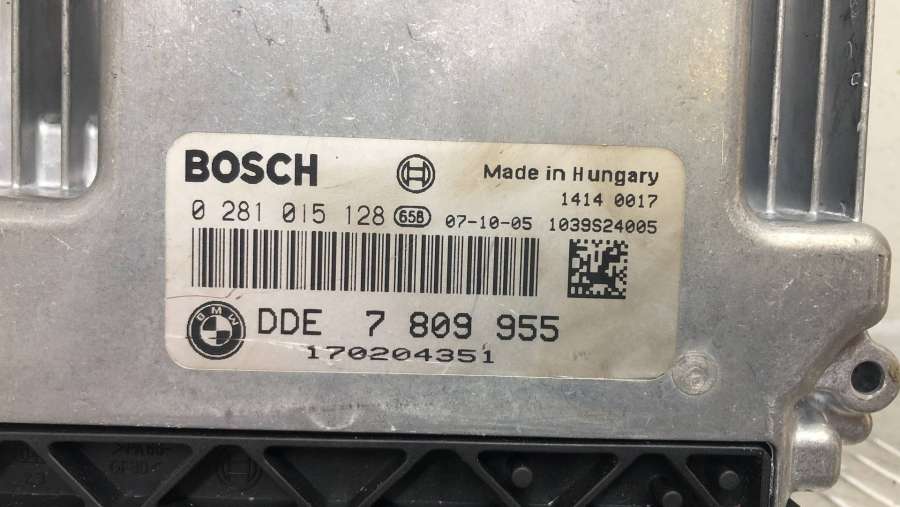 BOSCH
Made in Hungary
1414 0017
0 281 015 128 658 07-10-05 1039S24005
BMW
DDE 7 809 955
170204351